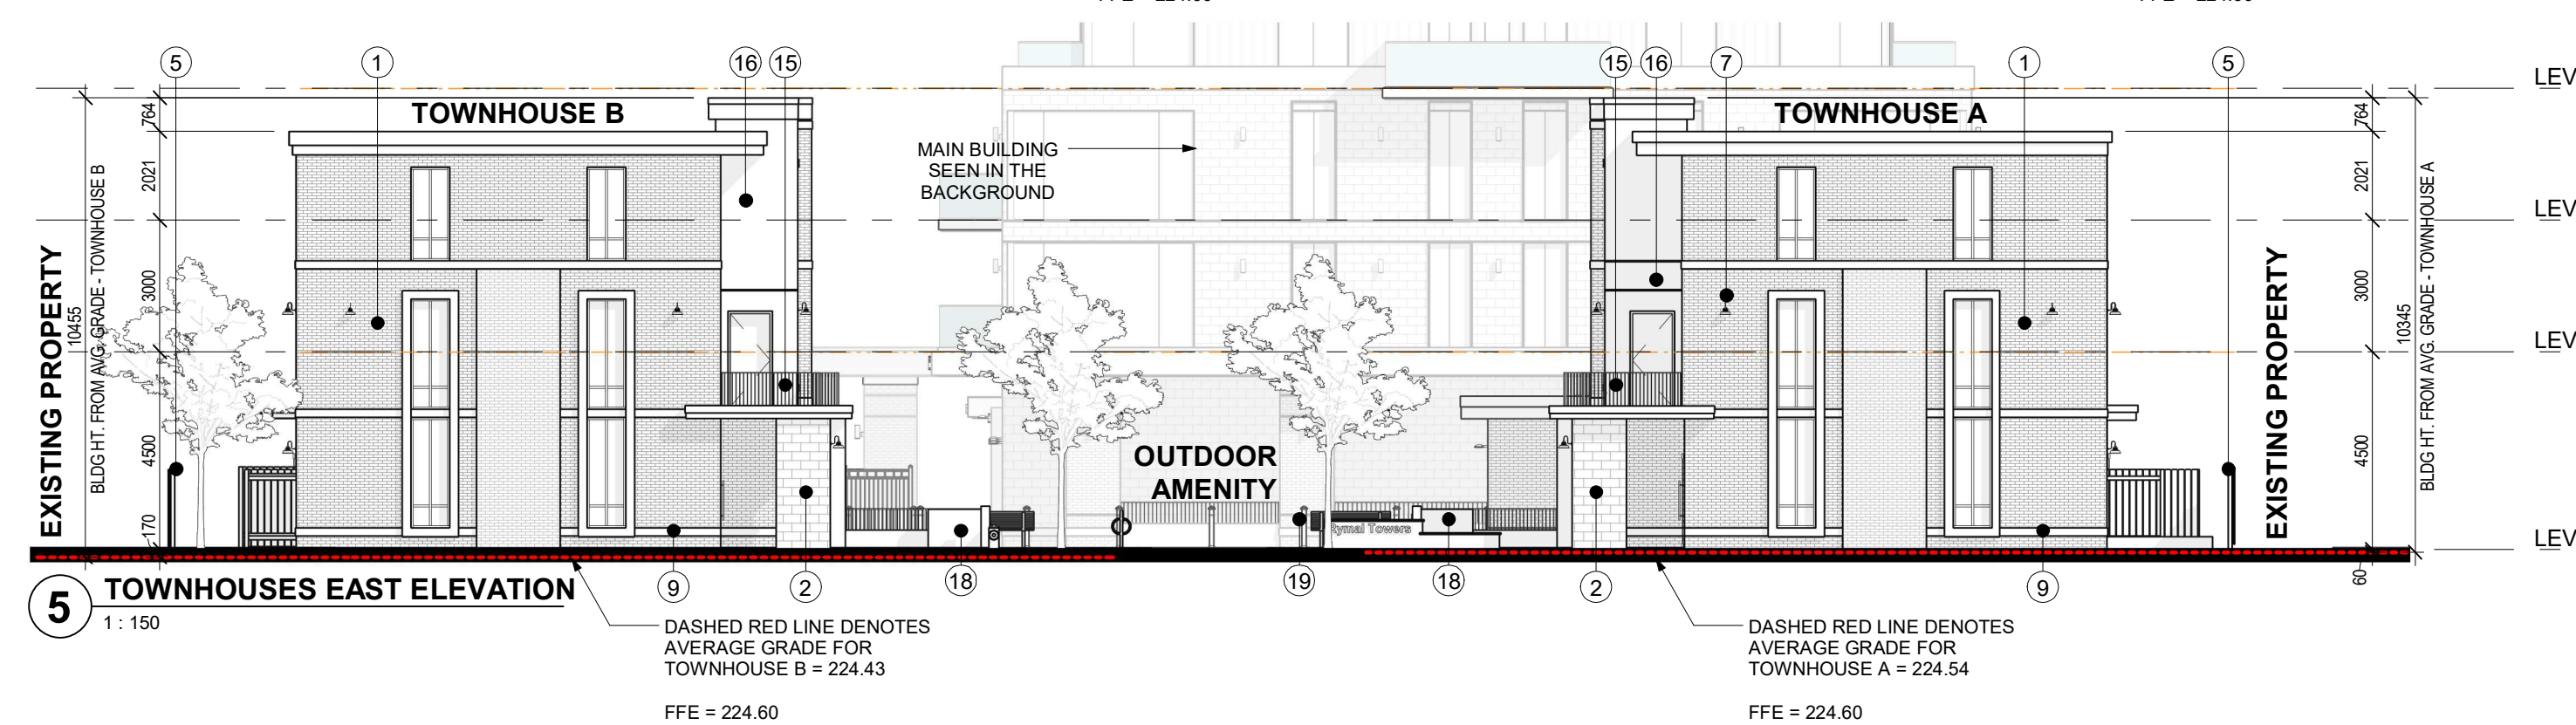 5
1
16
15
15
16
7
1
5
LEV
TOWNHOUSE B
TOWNHOUSE A
764
2021
3000
4500
170
10455
BLDG HT. FROM AVG. GRADE - TOWNHOUSE B
EXISTING PROPERTY
MAIN BUILDING
SEEN IN THE
BACKGROUND
OUTDOOR
AMENITY
Rymal Towers
764
2021
3000
4500
60
10345
BLDG HT. FROM AVG. GRADE - TOWNHOUSE A
EXISTING PROPERTY
LEV
LEV
LEV
9
2
18
19
18
2
9
5
TOWNHOUSES EAST ELEVATION
1 : 150
DASHED RED LINE DENOTES
AVERAGE GRADE FOR
TOWNHOUSE B = 224.43
FFE = 224.60
DASHED RED LINE DENOTES
AVERAGE GRADE FOR
TOWNHOUSE A = 224.54
FFE = 224.60